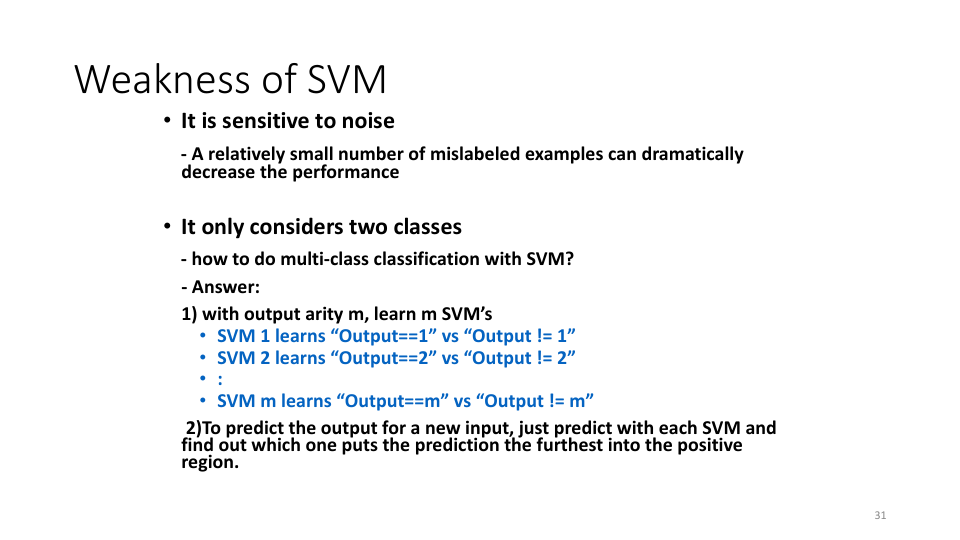 Weakness of SVM
• It is sensitive to noise
- A relatively small number of mislabeled examples can dramatically
decrease the performance
• It only considers two classes
- how to do multi-class classification with SVM?
- Answer:
1) with output arity m, learn m SVM’s
• SVM 1 learns “Output==1” vs “Output != 1”
• SVM 2 learns “Output==2” vs “Output != 2”
• :
• SVM m learns “Output==m” vs “Output != m”
2)To predict the output for a new input, just predict with each SVM and
find out which one puts the prediction the furthest into the positive
region.
31